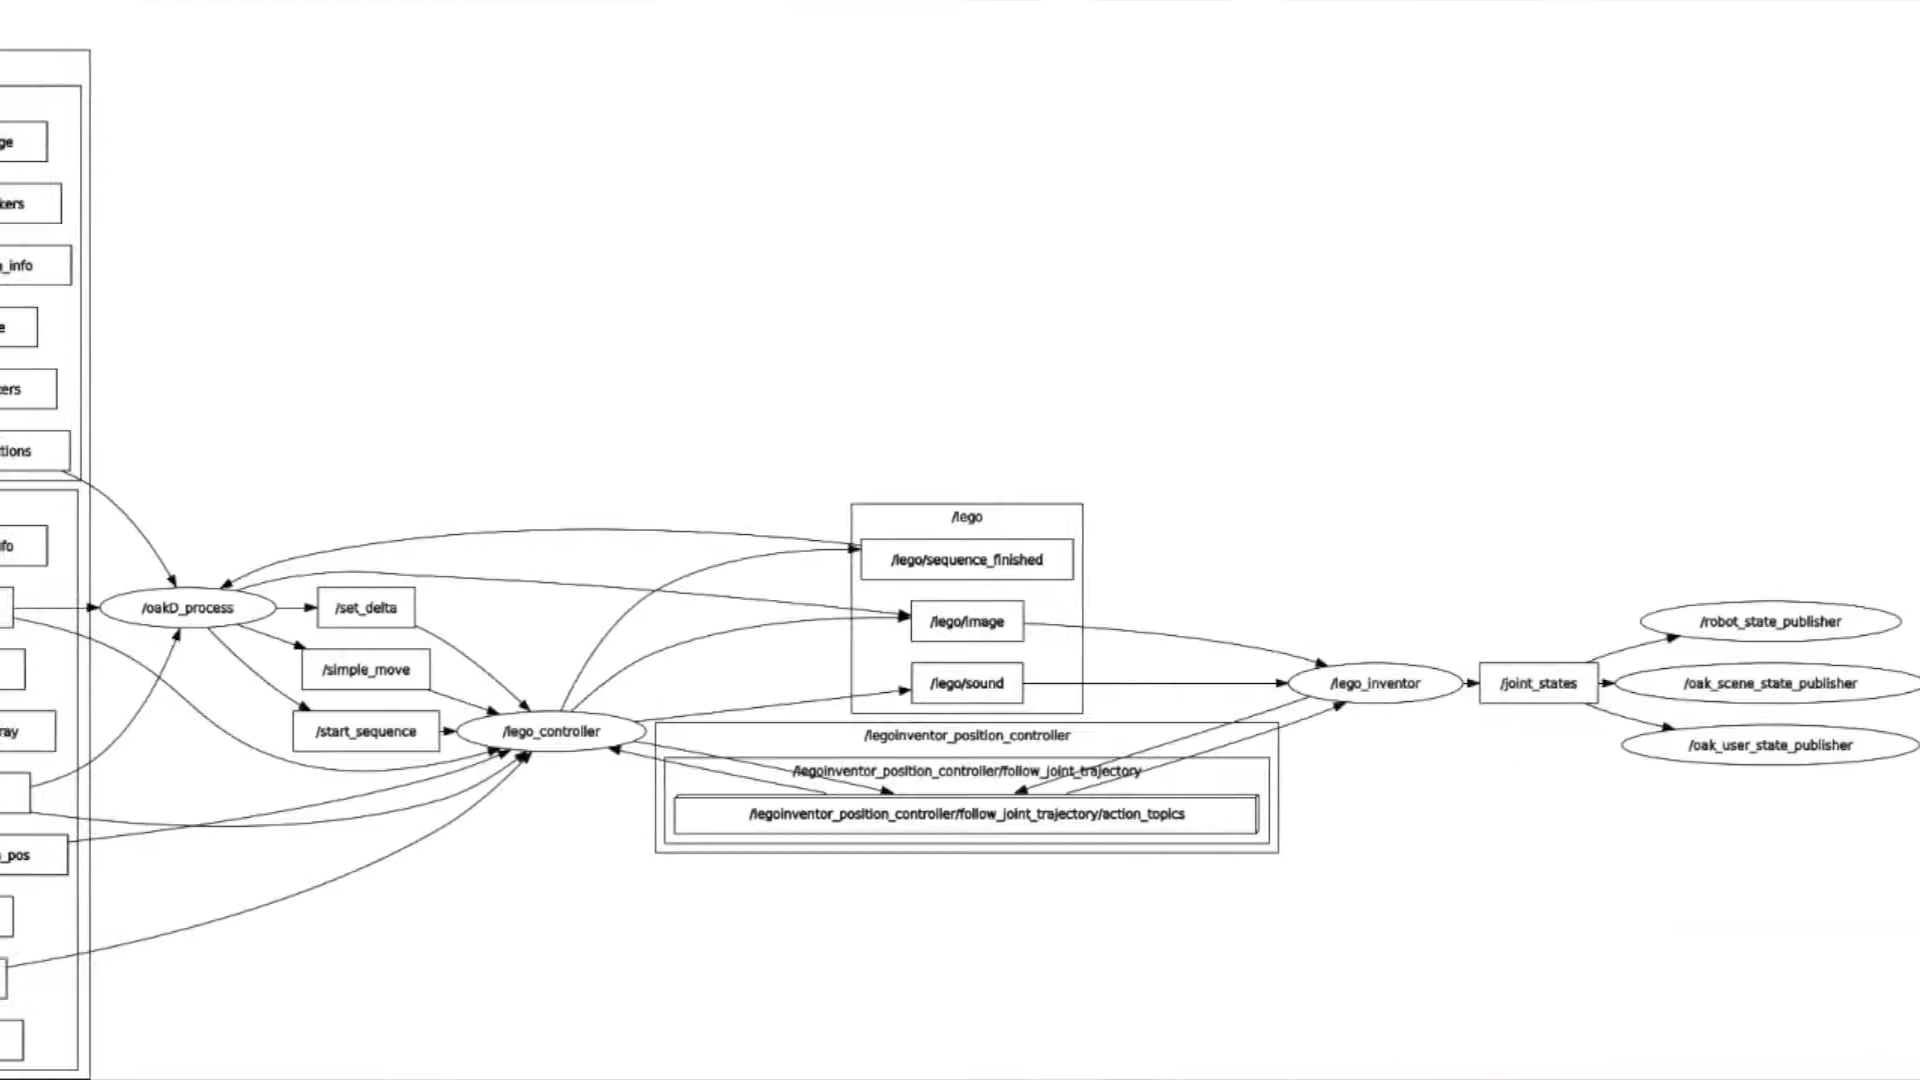 ge
kers
_info
e
ers
tions
fo
ray
_pos
/oakD_process
/set_delta
/simple_move
/start_sequence
/lego_controller
/lego
/lego/sequence_finished
/lego/image
/lego/sound
/legoinventor_position_controller
/legoinventor_position_controller/follow_joint_trajectory
/legoinventor_position_controller/follow_joint_trajectory/action_topics
/lego_inventor
/joint_states
/robot_state_publisher
/oak_scene_state_publisher
/oak_user_state_publisher